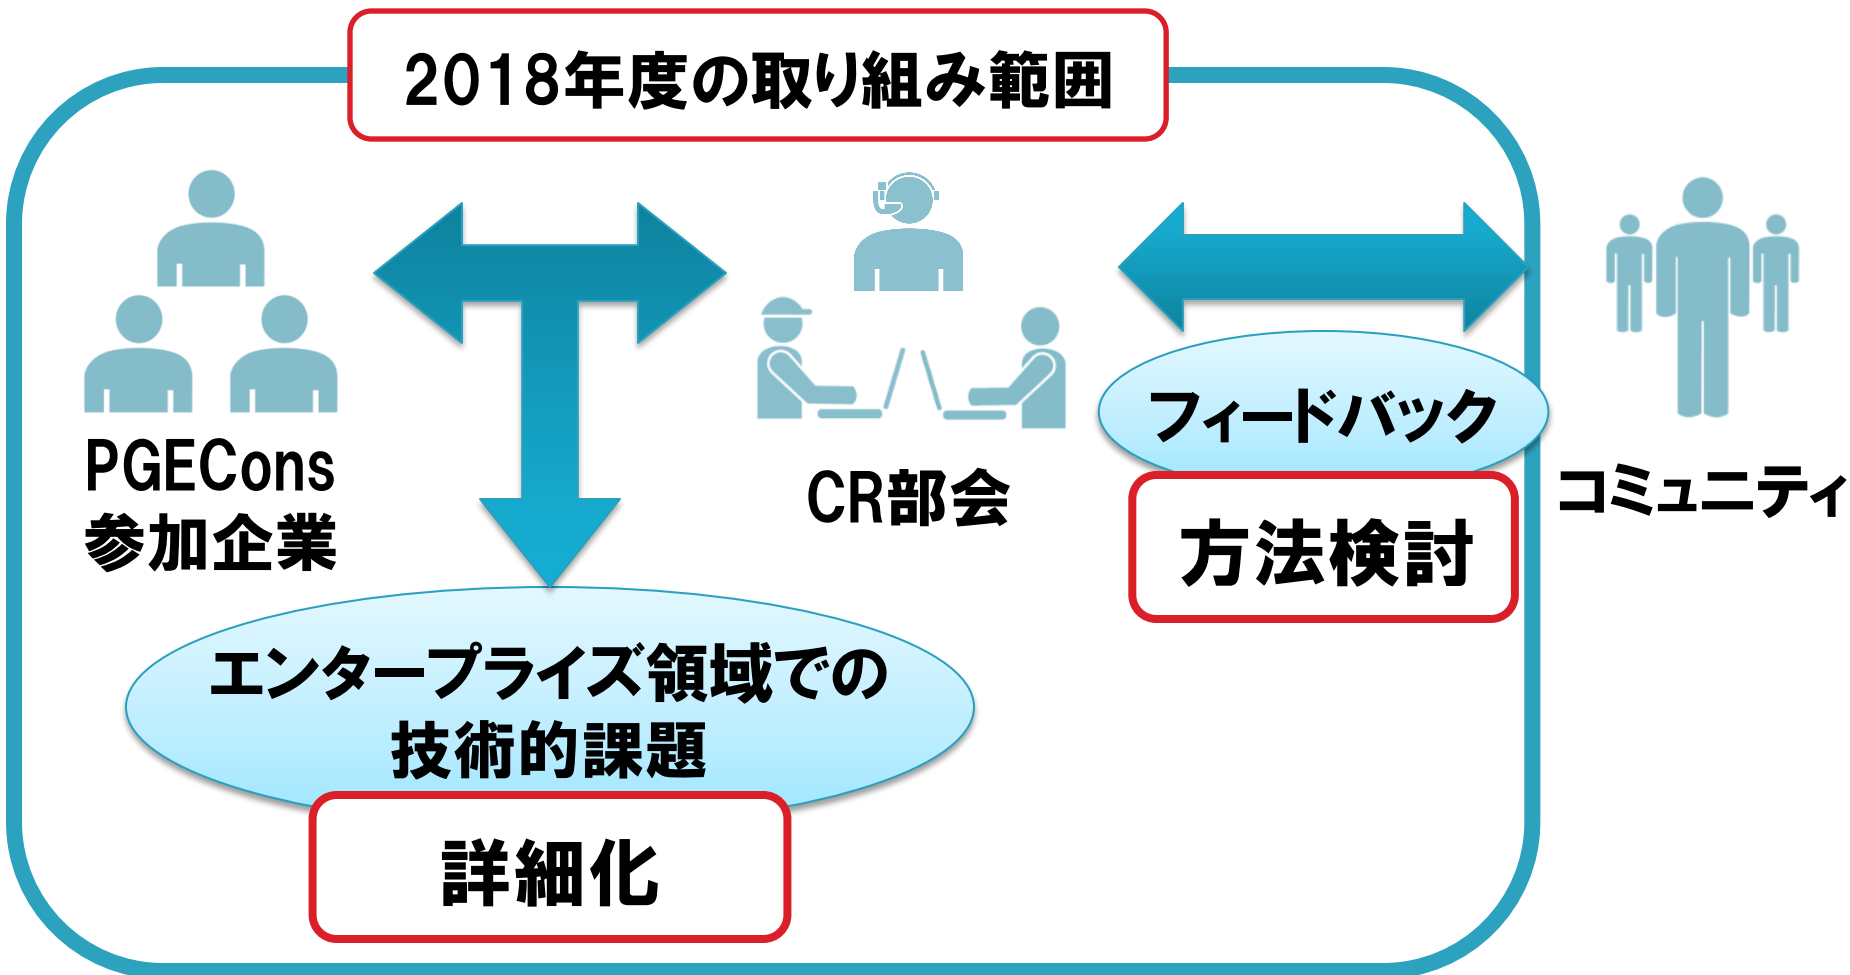 2018年度の取り組み範囲
PGECons
参加企業
CR部会
フィードバック
方法検討
コミュニティ
エンタープライズ領域での
技術的課題
詳細化